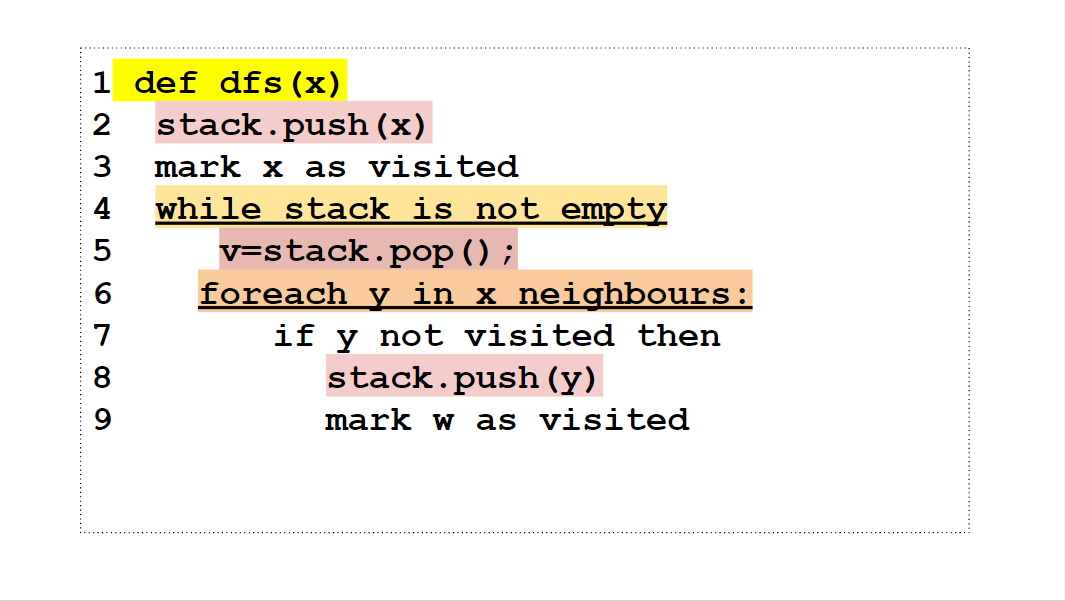 1 def dfs(x)
2 stack.push(x)
3 mark x as visited
4 while stack is not empty
5 v=stack.pop();
6 foreach y in x neighbours:
7 if y not visited then
8 stack.push(y)
9 mark w as visited